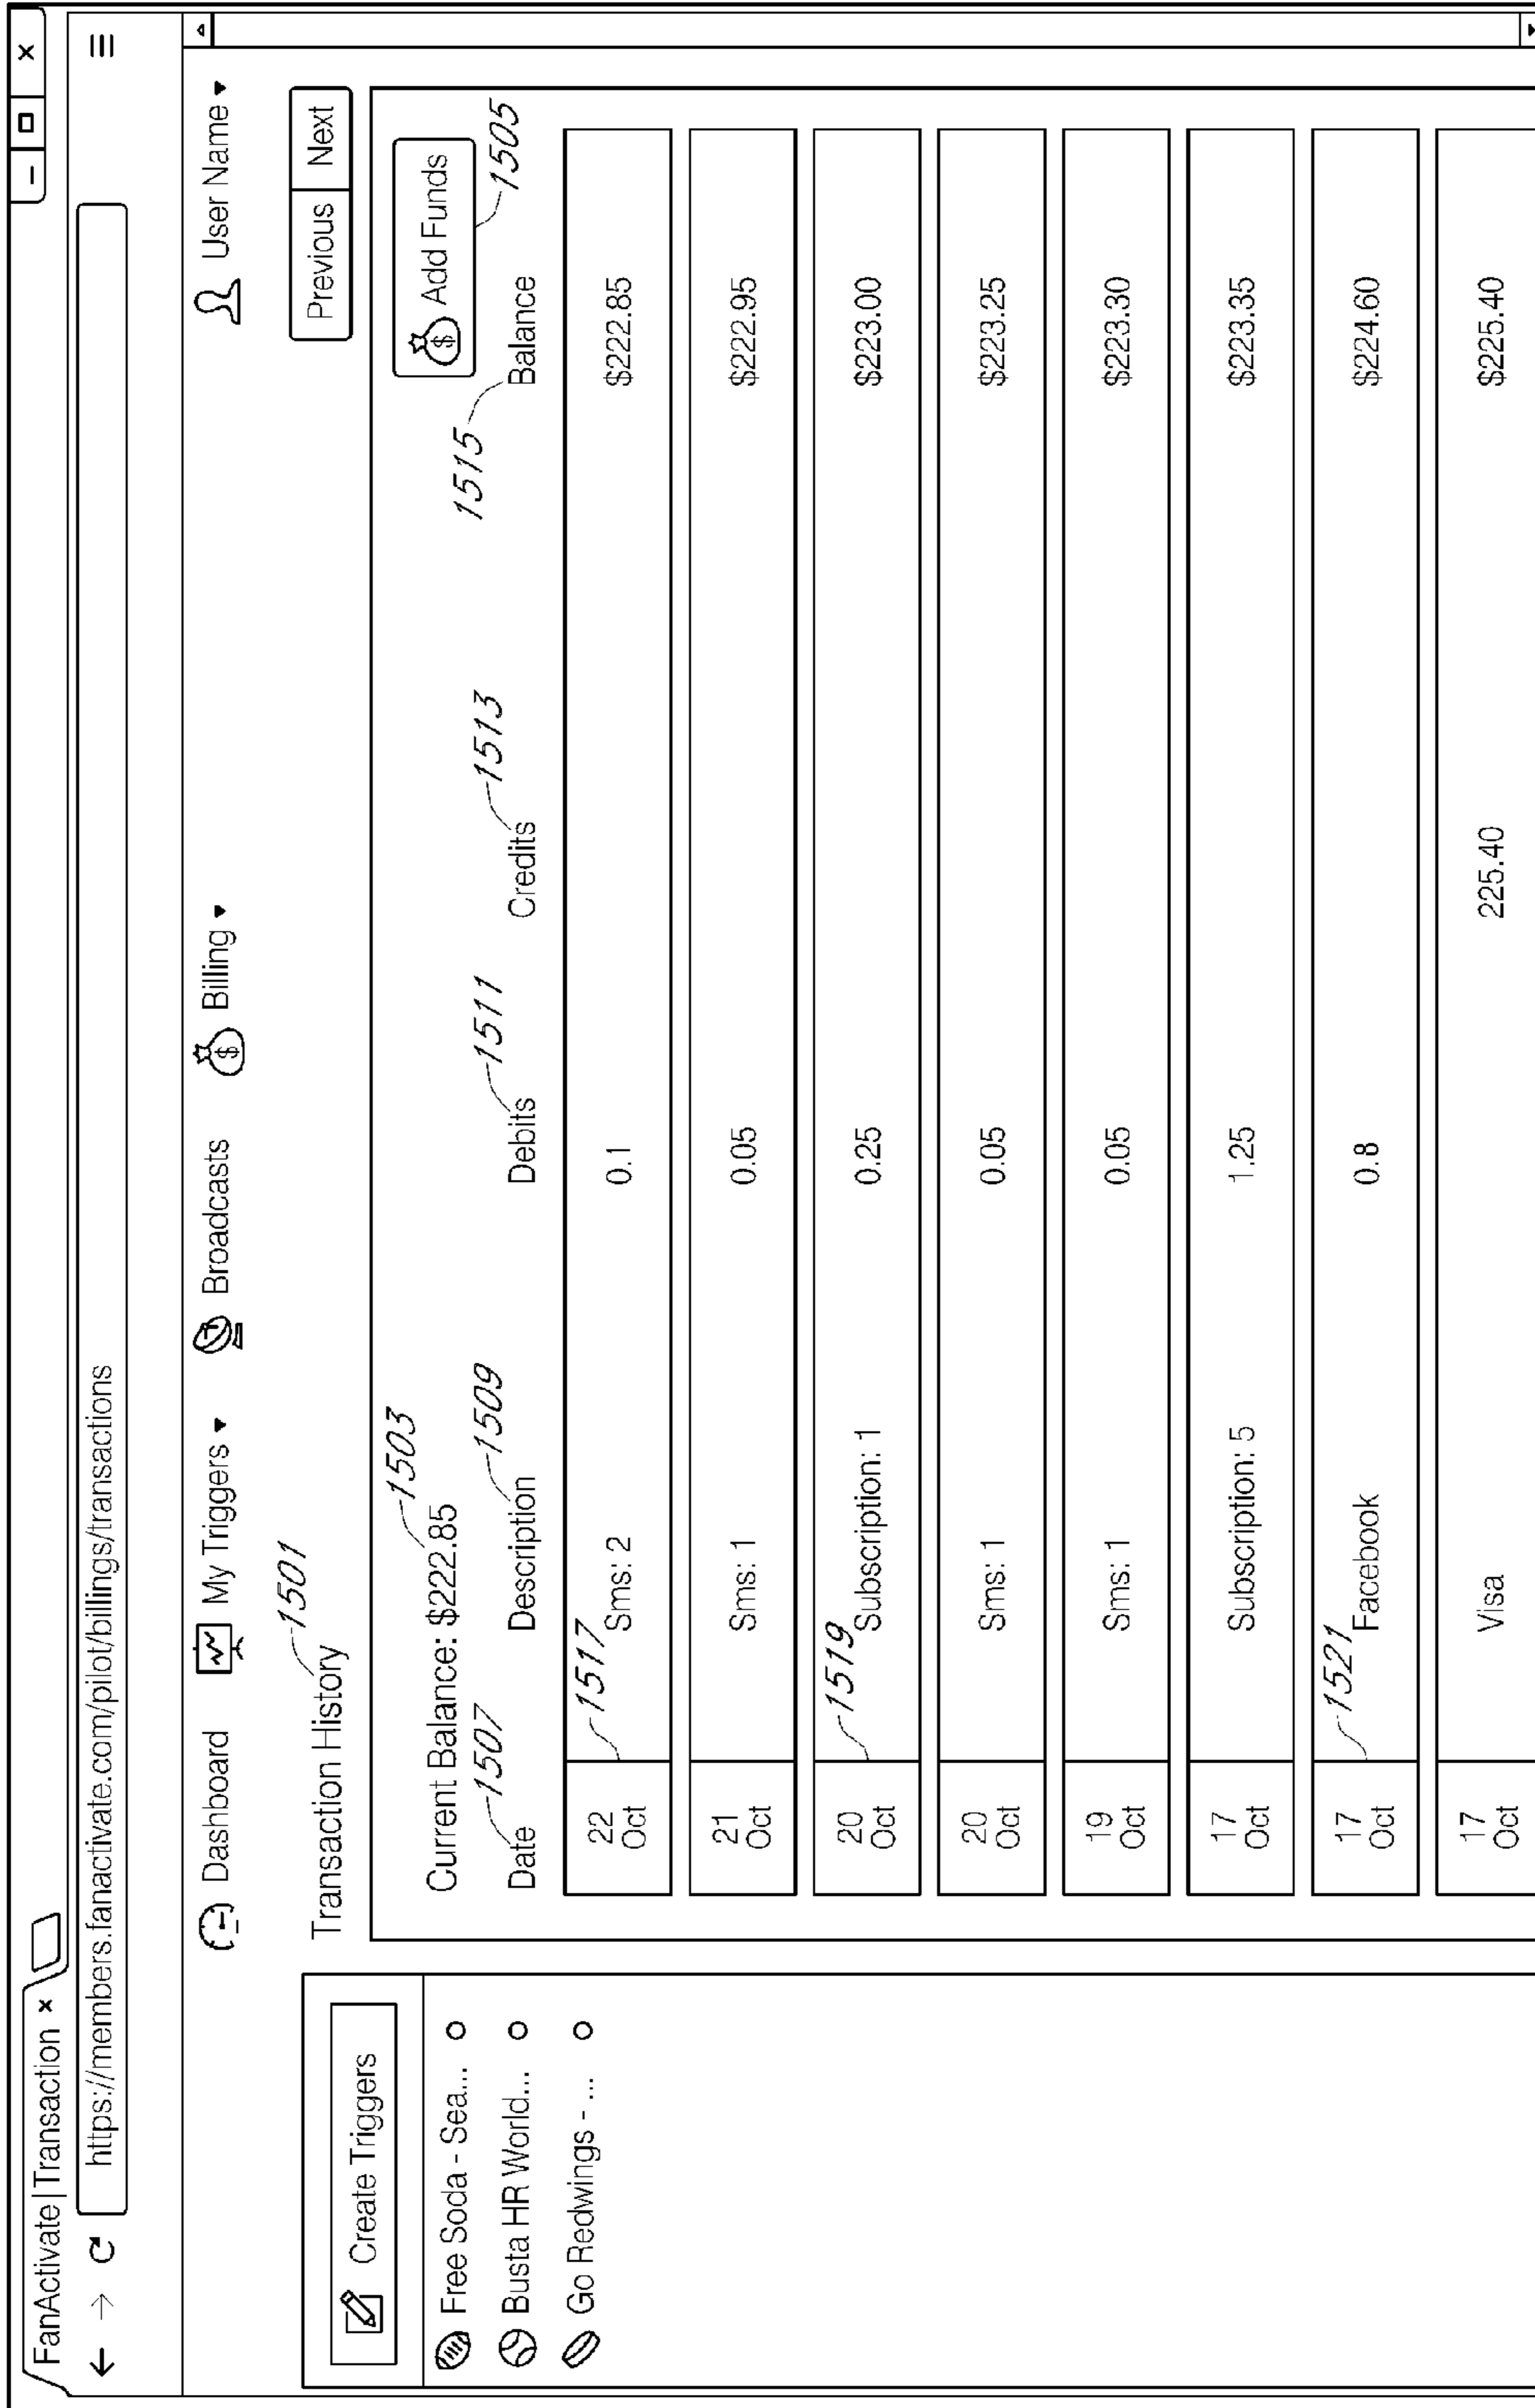 FanActivate|Transaction ×
https://members.fanactivate.com/pilot/billings/transactions
Dashboard My Triggers Broadcasts Billing User Name
Create Triggers
Free Soda - Sea...
Busta HR World...
Go Redwings - ...
Transaction History 1501
Previous Next
Current Balance: $222.85 1503
Add Funds 1505
Date 1507 Description 1509 Debits 1511 Credits 1513 Balance 1515
22 Oct 1517 Sms: 2 0.1 $222.85
21 Oct Sms: 1 0.05 $222.95
20 Oct 1519 Subscription: 1 0.25 $223.00
20 Oct Sms: 1 0.05 $223.25
19 Oct Sms: 1 0.05 $223.30
17 Oct Subscription: 5 1.25 $223.35
17 Oct 1521 Facebook 0.8 $224.60
17 Oct Visa 225.40 $225.40